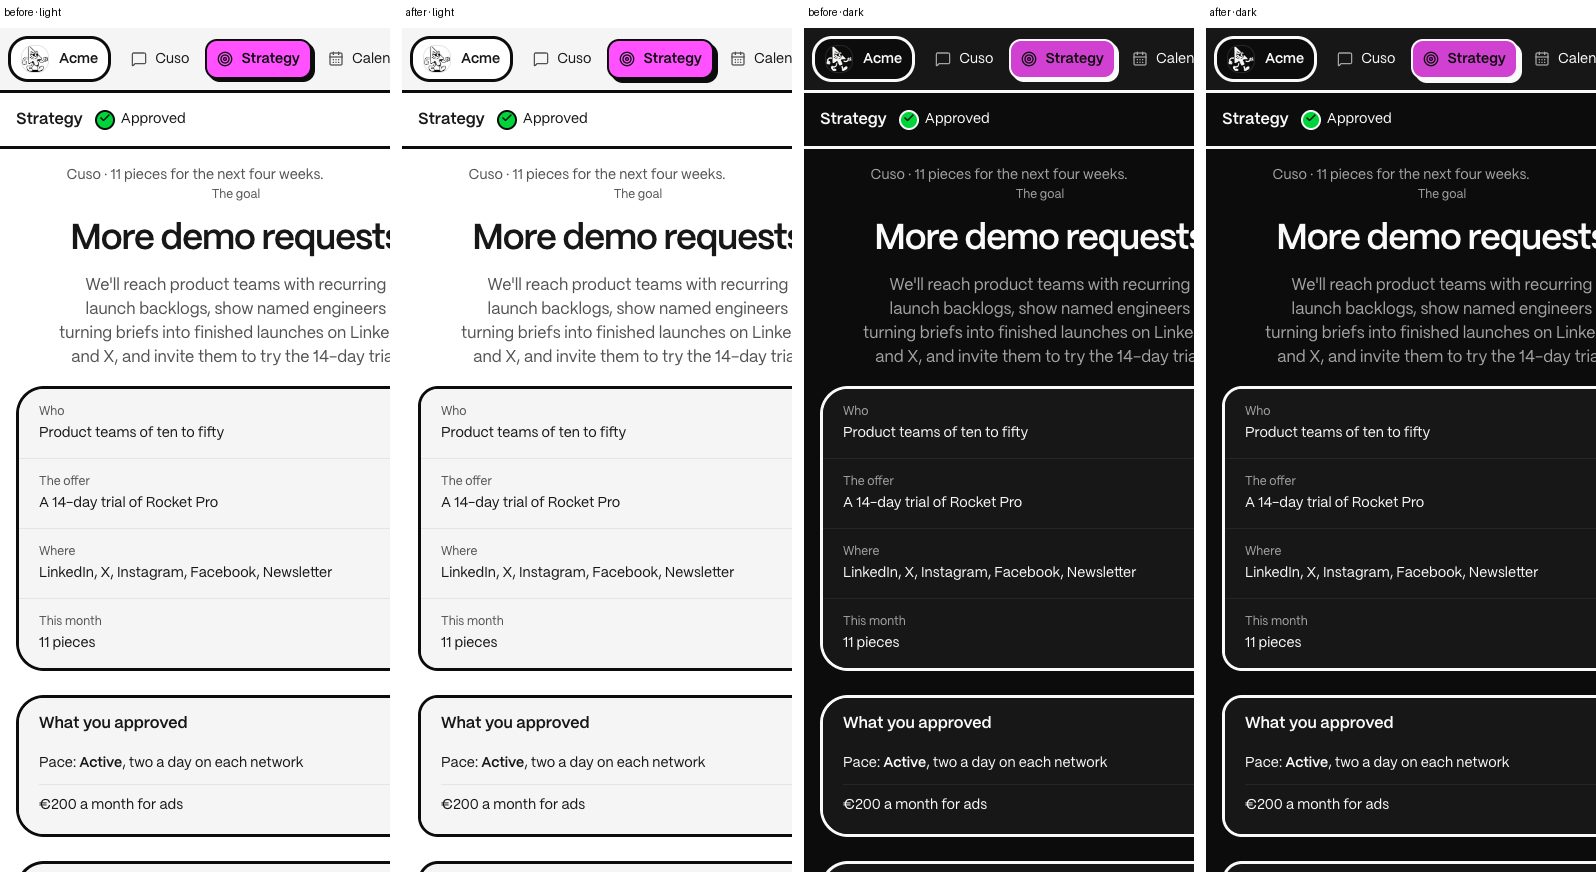 before · light
Acme
Cuso
Strategy
Calen
Strategy
Approved
Cuso · 11 pieces for the next four weeks.
The goal
More demo requests
We'll reach product teams with recurring
launch backlogs, show named engineers
turning briefs into finished launches on Linke
and X, and invite them to try the 14-day tria
Who
Product teams of ten to fifty
The offer
A 14-day trial of Rocket Pro
Where
LinkedIn, X, Instagram, Facebook, Newsletter
This month
11 pieces
What you approved
Pace: Active, two a day on each network
€200 a month for ads
after · light
Acme
Cuso
Strategy
Calen
Strategy
Approved
Cuso · 11 pieces for the next four weeks.
The goal
More demo requests
We'll reach product teams with recurring
launch backlogs, show named engineers
turning briefs into finished launches on Linke
and X, and invite them to try the 14-day tria
Who
Product teams of ten to fifty
The offer
A 14-day trial of Rocket Pro
Where
LinkedIn, X, Instagram, Facebook, Newsletter
This month
11 pieces
What you approved
Pace: Active, two a day on each network
€200 a month for ads
before · dark
Acme
Cuso
Strategy
Calen
Strategy
Approved
Cuso · 11 pieces for the next four weeks.
The goal
More demo requests
We'll reach product teams with recurring
launch backlogs, show named engineers
turning briefs into finished launches on Linke
and X, and invite them to try the 14-day tria
Who
Product teams of ten to fifty
The offer
A 14-day trial of Rocket Pro
Where
LinkedIn, X, Instagram, Facebook, Newsletter
This month
11 pieces
What you approved
Pace: Active, two a day on each network
€200 a month for ads
after · dark
Acme
Cuso
Strategy
Calen
Strategy
Approved
Cuso · 11 pieces for the next four weeks.
The goal
More demo requests
We'll reach product teams with recurring
launch backlogs, show named engineers
turning briefs into finished launches on Linke
and X, and invite them to try the 14-day tria
Who
Product teams of ten to fifty
The offer
A 14-day trial of Rocket Pro
Where
LinkedIn, X, Instagram, Facebook, Newsletter
This month
11 pieces
What you approved
Pace: Active, two a day on each network
€200 a month for ads